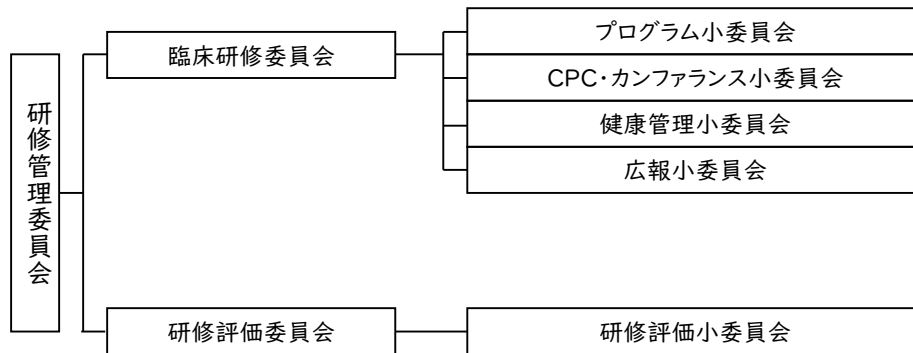 研修管理委員会
臨床研修委員会
プログラム小委員会
CPC・カンファランス小委員会
健康管理小委員会
広報小委員会
研修評価委員会
研修評価小委員会